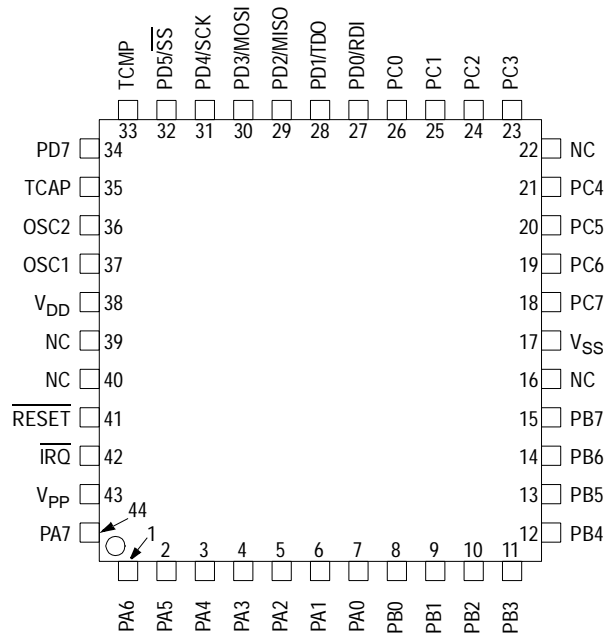 TCMP
PD5/SS
PD4/SCK
PD3/MOSI
PD2/MISO
PD1/TDO
PD0/RDI
PC0
PC1
PC2
PC3
33 32 31 30 29 28 27 26 25 24 23
PD7 34
TCAP 35
OSC2 36
OSC1 37
VDD 38
NC 39
NC 40
RESET 41
IRQ 42
VPP 43
PA7 44
22 NC
21 PC4
20 PC5
19 PC6
18 PC7
17 VSS
16 NC
15 PB7
14 PB6
13 PB5
12 PB4
1 2 3 4 5 6 7 8 9 10 11
PA6
PA5
PA4
PA3
PA2
PA1
PA0
PB0
PB1
PB2
PB3